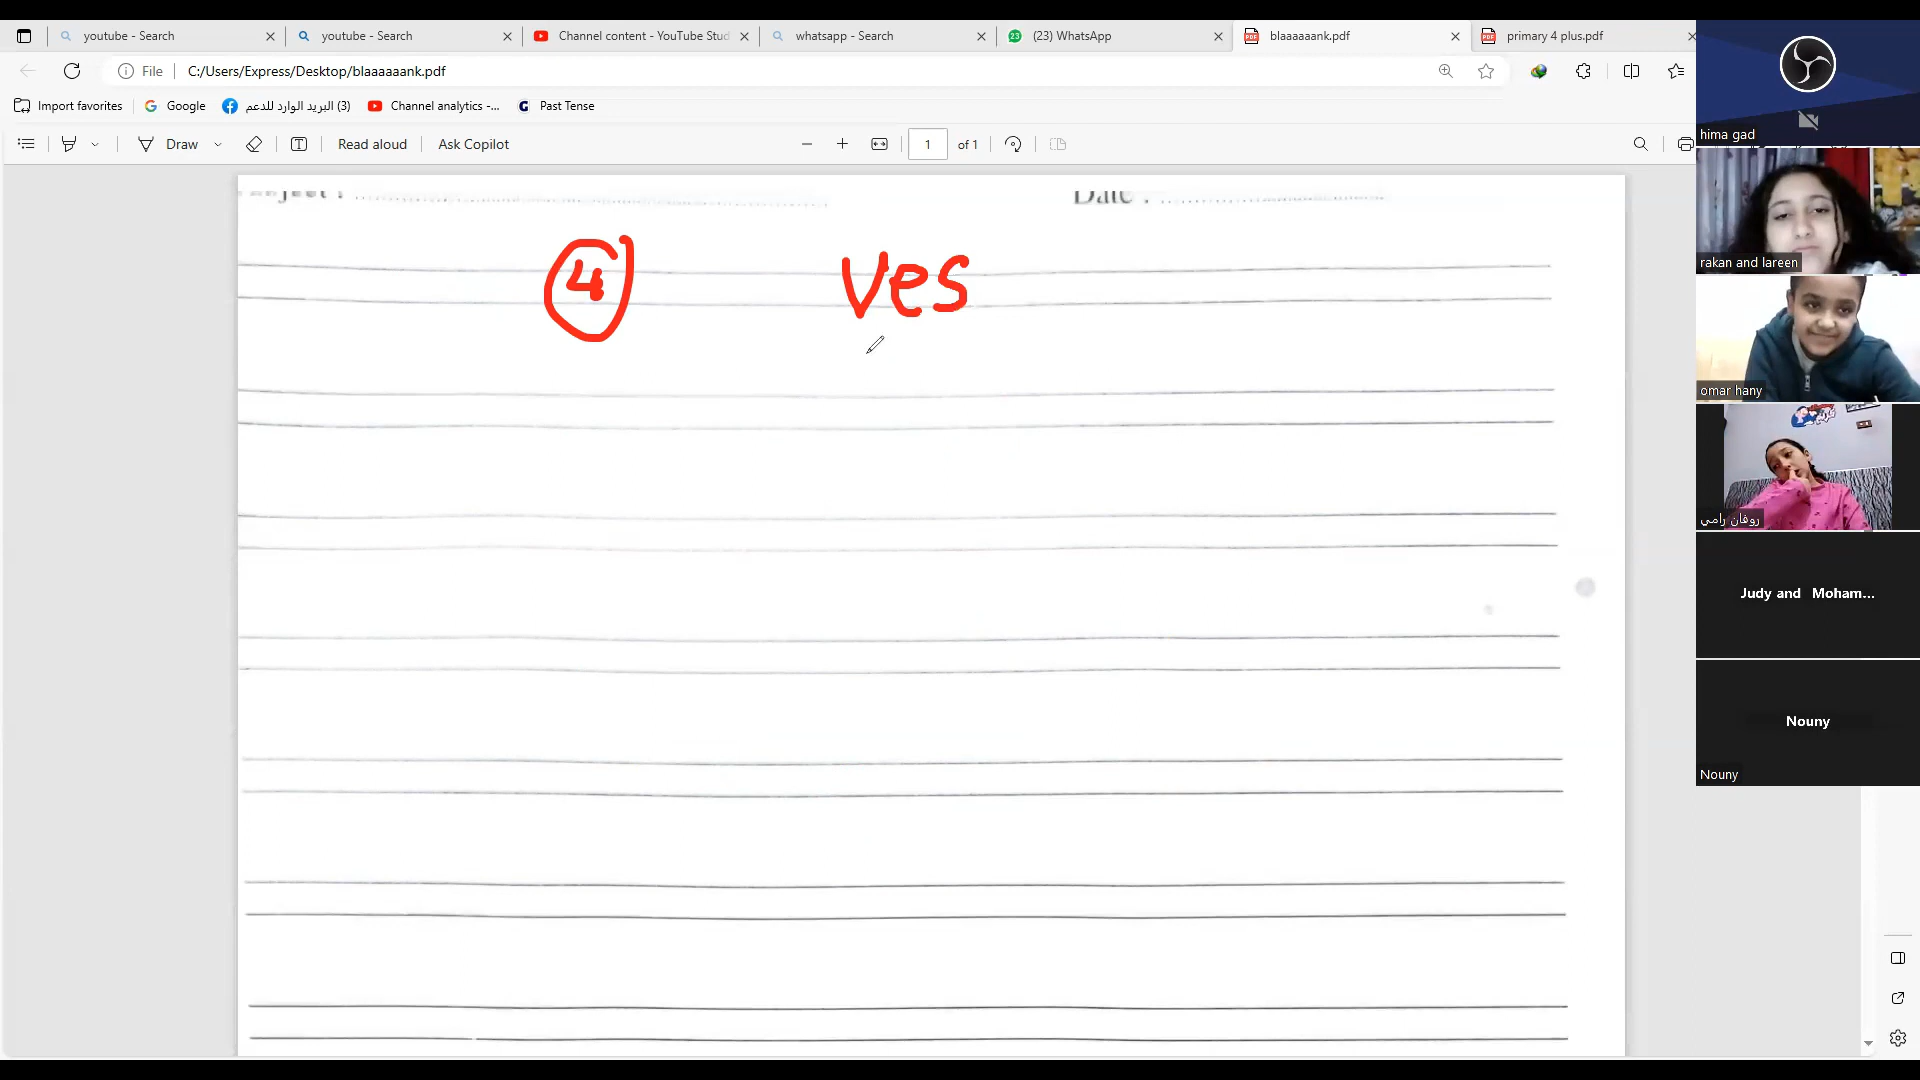 youtube - Search
youtube - Search
Channel content - YouTube Stud
whatsapp - Search
(23) WhatsApp
blaaaaaank.pdf
primary 4 plus.pdf
File
C:/Users/Express/Desktop/blaaaaaank.pdf
Import favorites
Google
(3) البريد الوارد للدعم
Channel analytics -...
Past Tense
Draw
Read aloud
Ask Copilot
1 of 1
Date :
4 ves
hima gad
rakan and lareen
omar hany
روفان رامي
Judy and Moham...
Nouny
Nouny